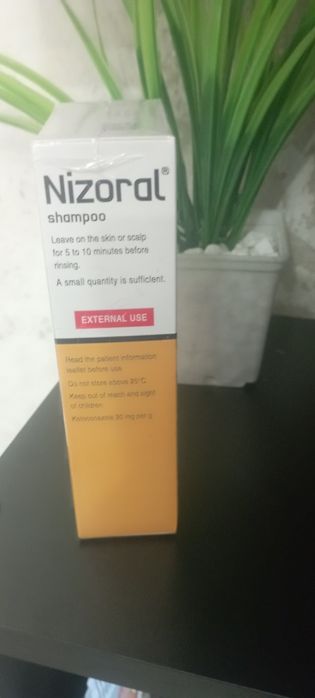 Nizoral®
shampoo
Leave on the skin or scalp
for 5 to 10 minutes before
rinsing.
A small quantity is sufficient.
EXTERNAL USE
Read the patient information
leaflet before use
Do not store above 25°C
Keep out of reach and sight
of children
Ketoconazole 20 mg per g